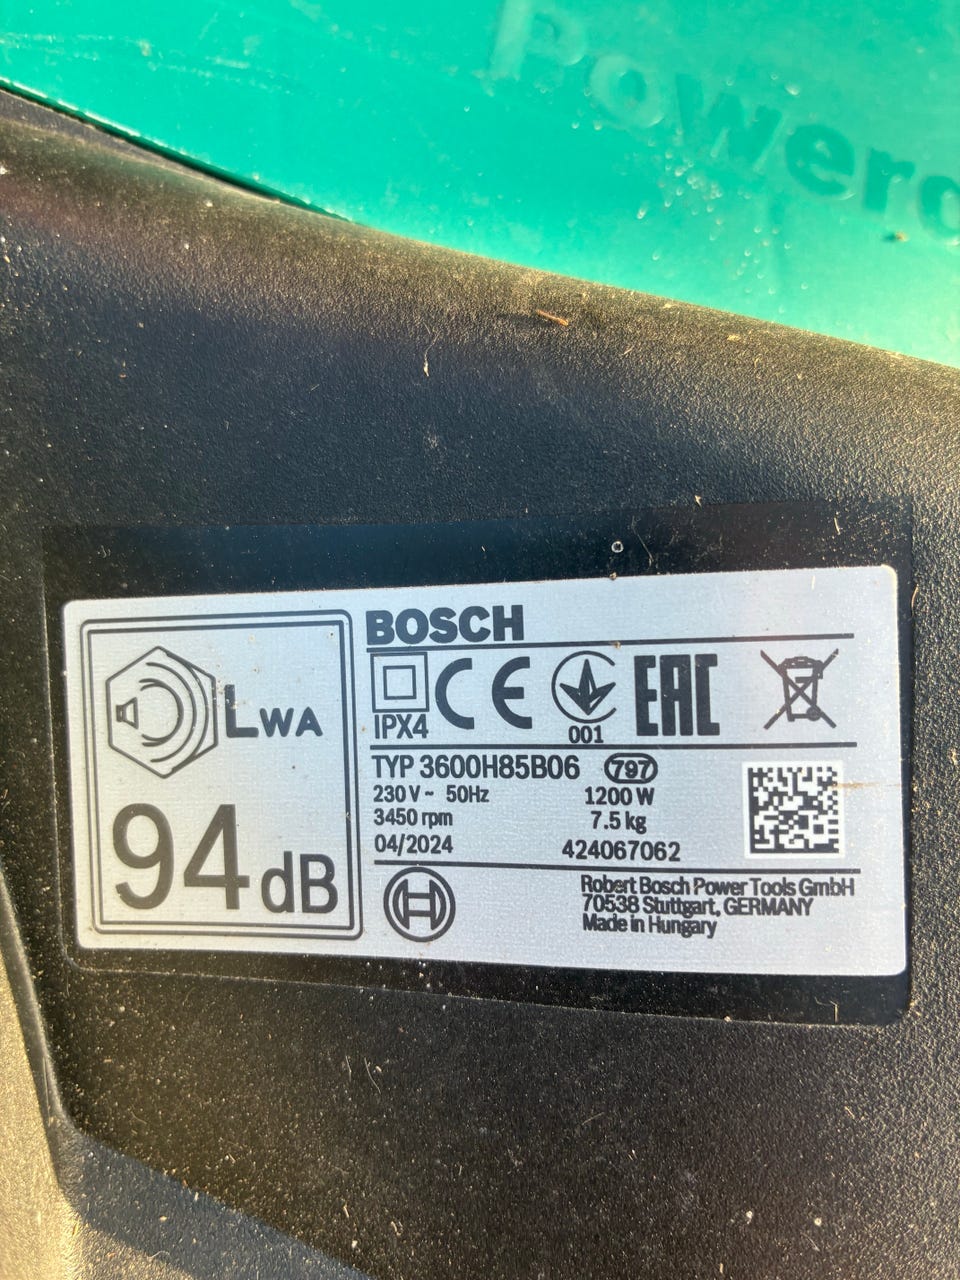 Powerd
BOSCH
IPX4
CE
001
EAC
LWA
94 dB
TYP 3600H85B06 797
230 V ~ 50Hz 1200 W
3450 rpm 7.5 kg
04/2024 424067062
Robert Bosch Power Tools GmbH
70538 Stuttgart, GERMANY
Made in Hungary